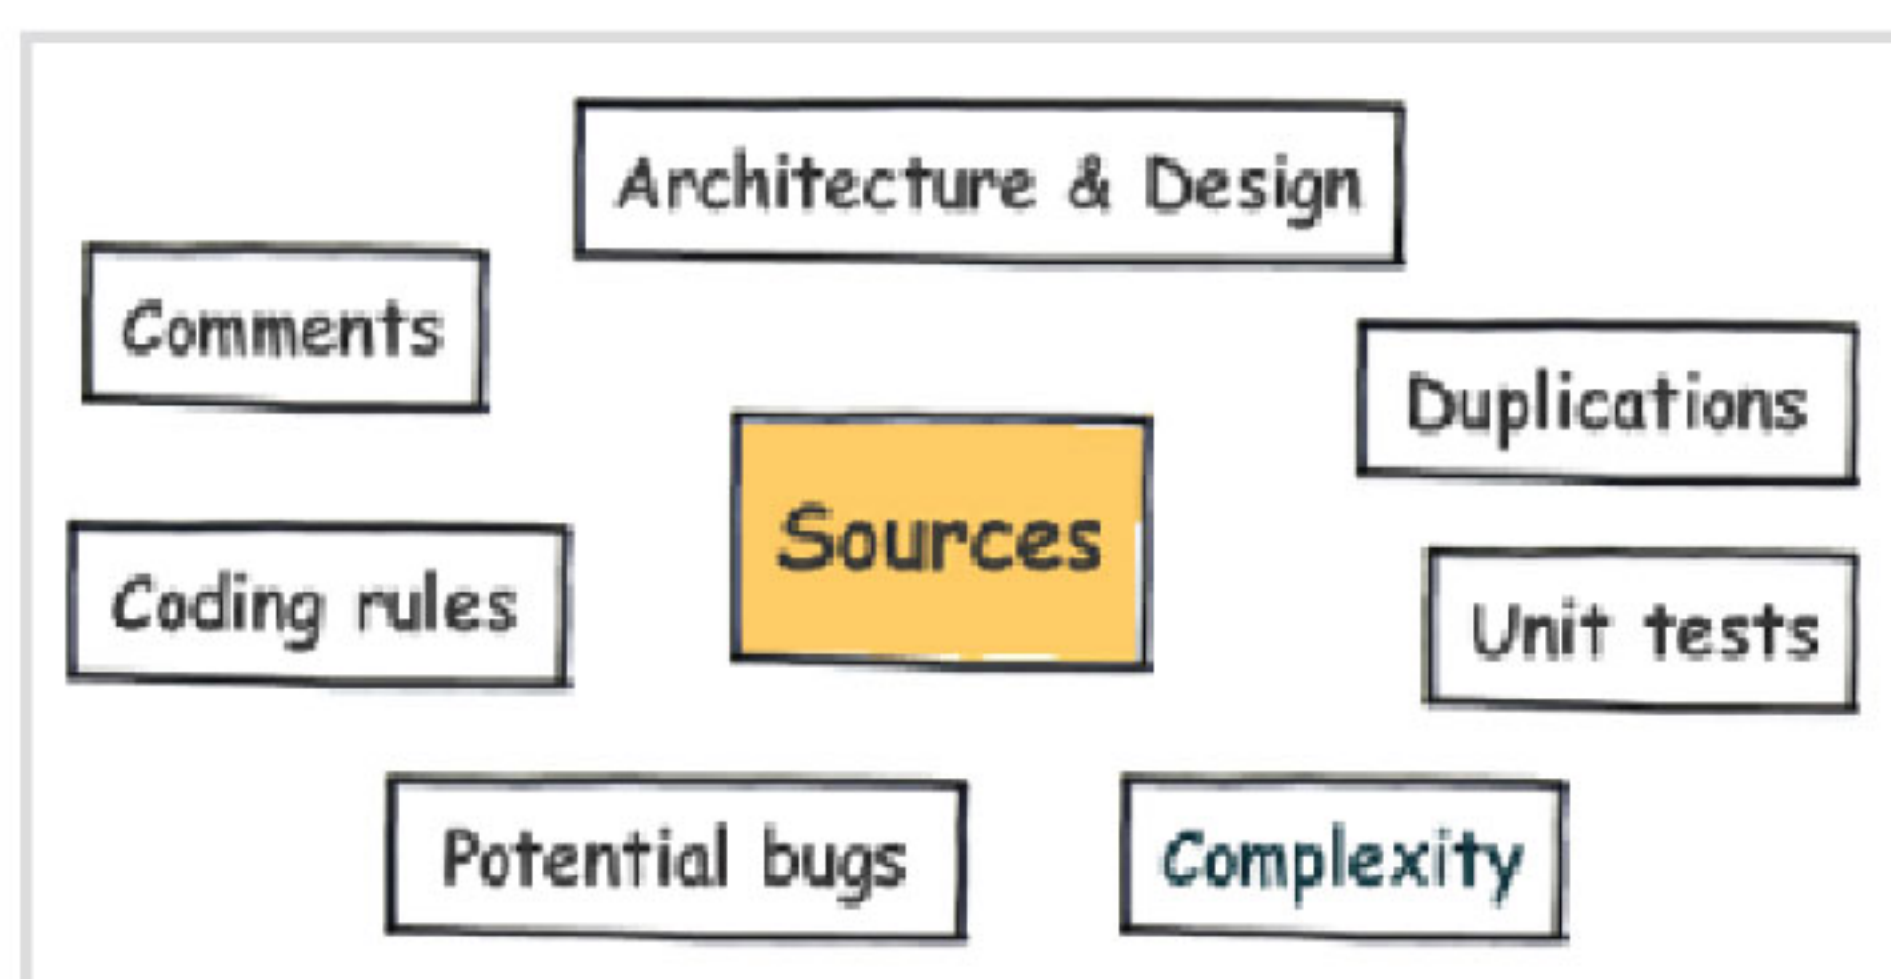 Architecture & Design
Comments
Duplications
Sources
Coding rules
Unit tests
Potential bugs
Complexity